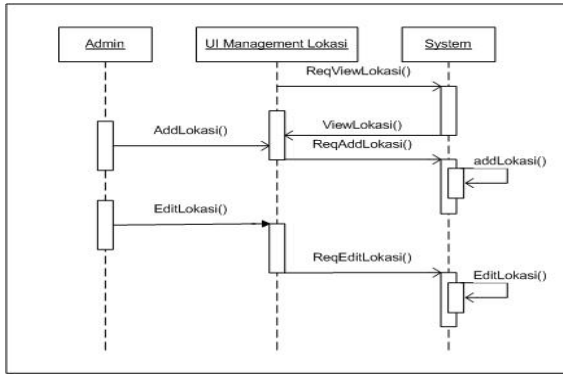 Admin
UI Management Lokasi
System
ReqViewLokasi()
ViewLokasi()
AddLokasi()
ReqAddLokasi()
addLokasi()
EditLokasi()
ReqEditLokasi()
EditLokasi()